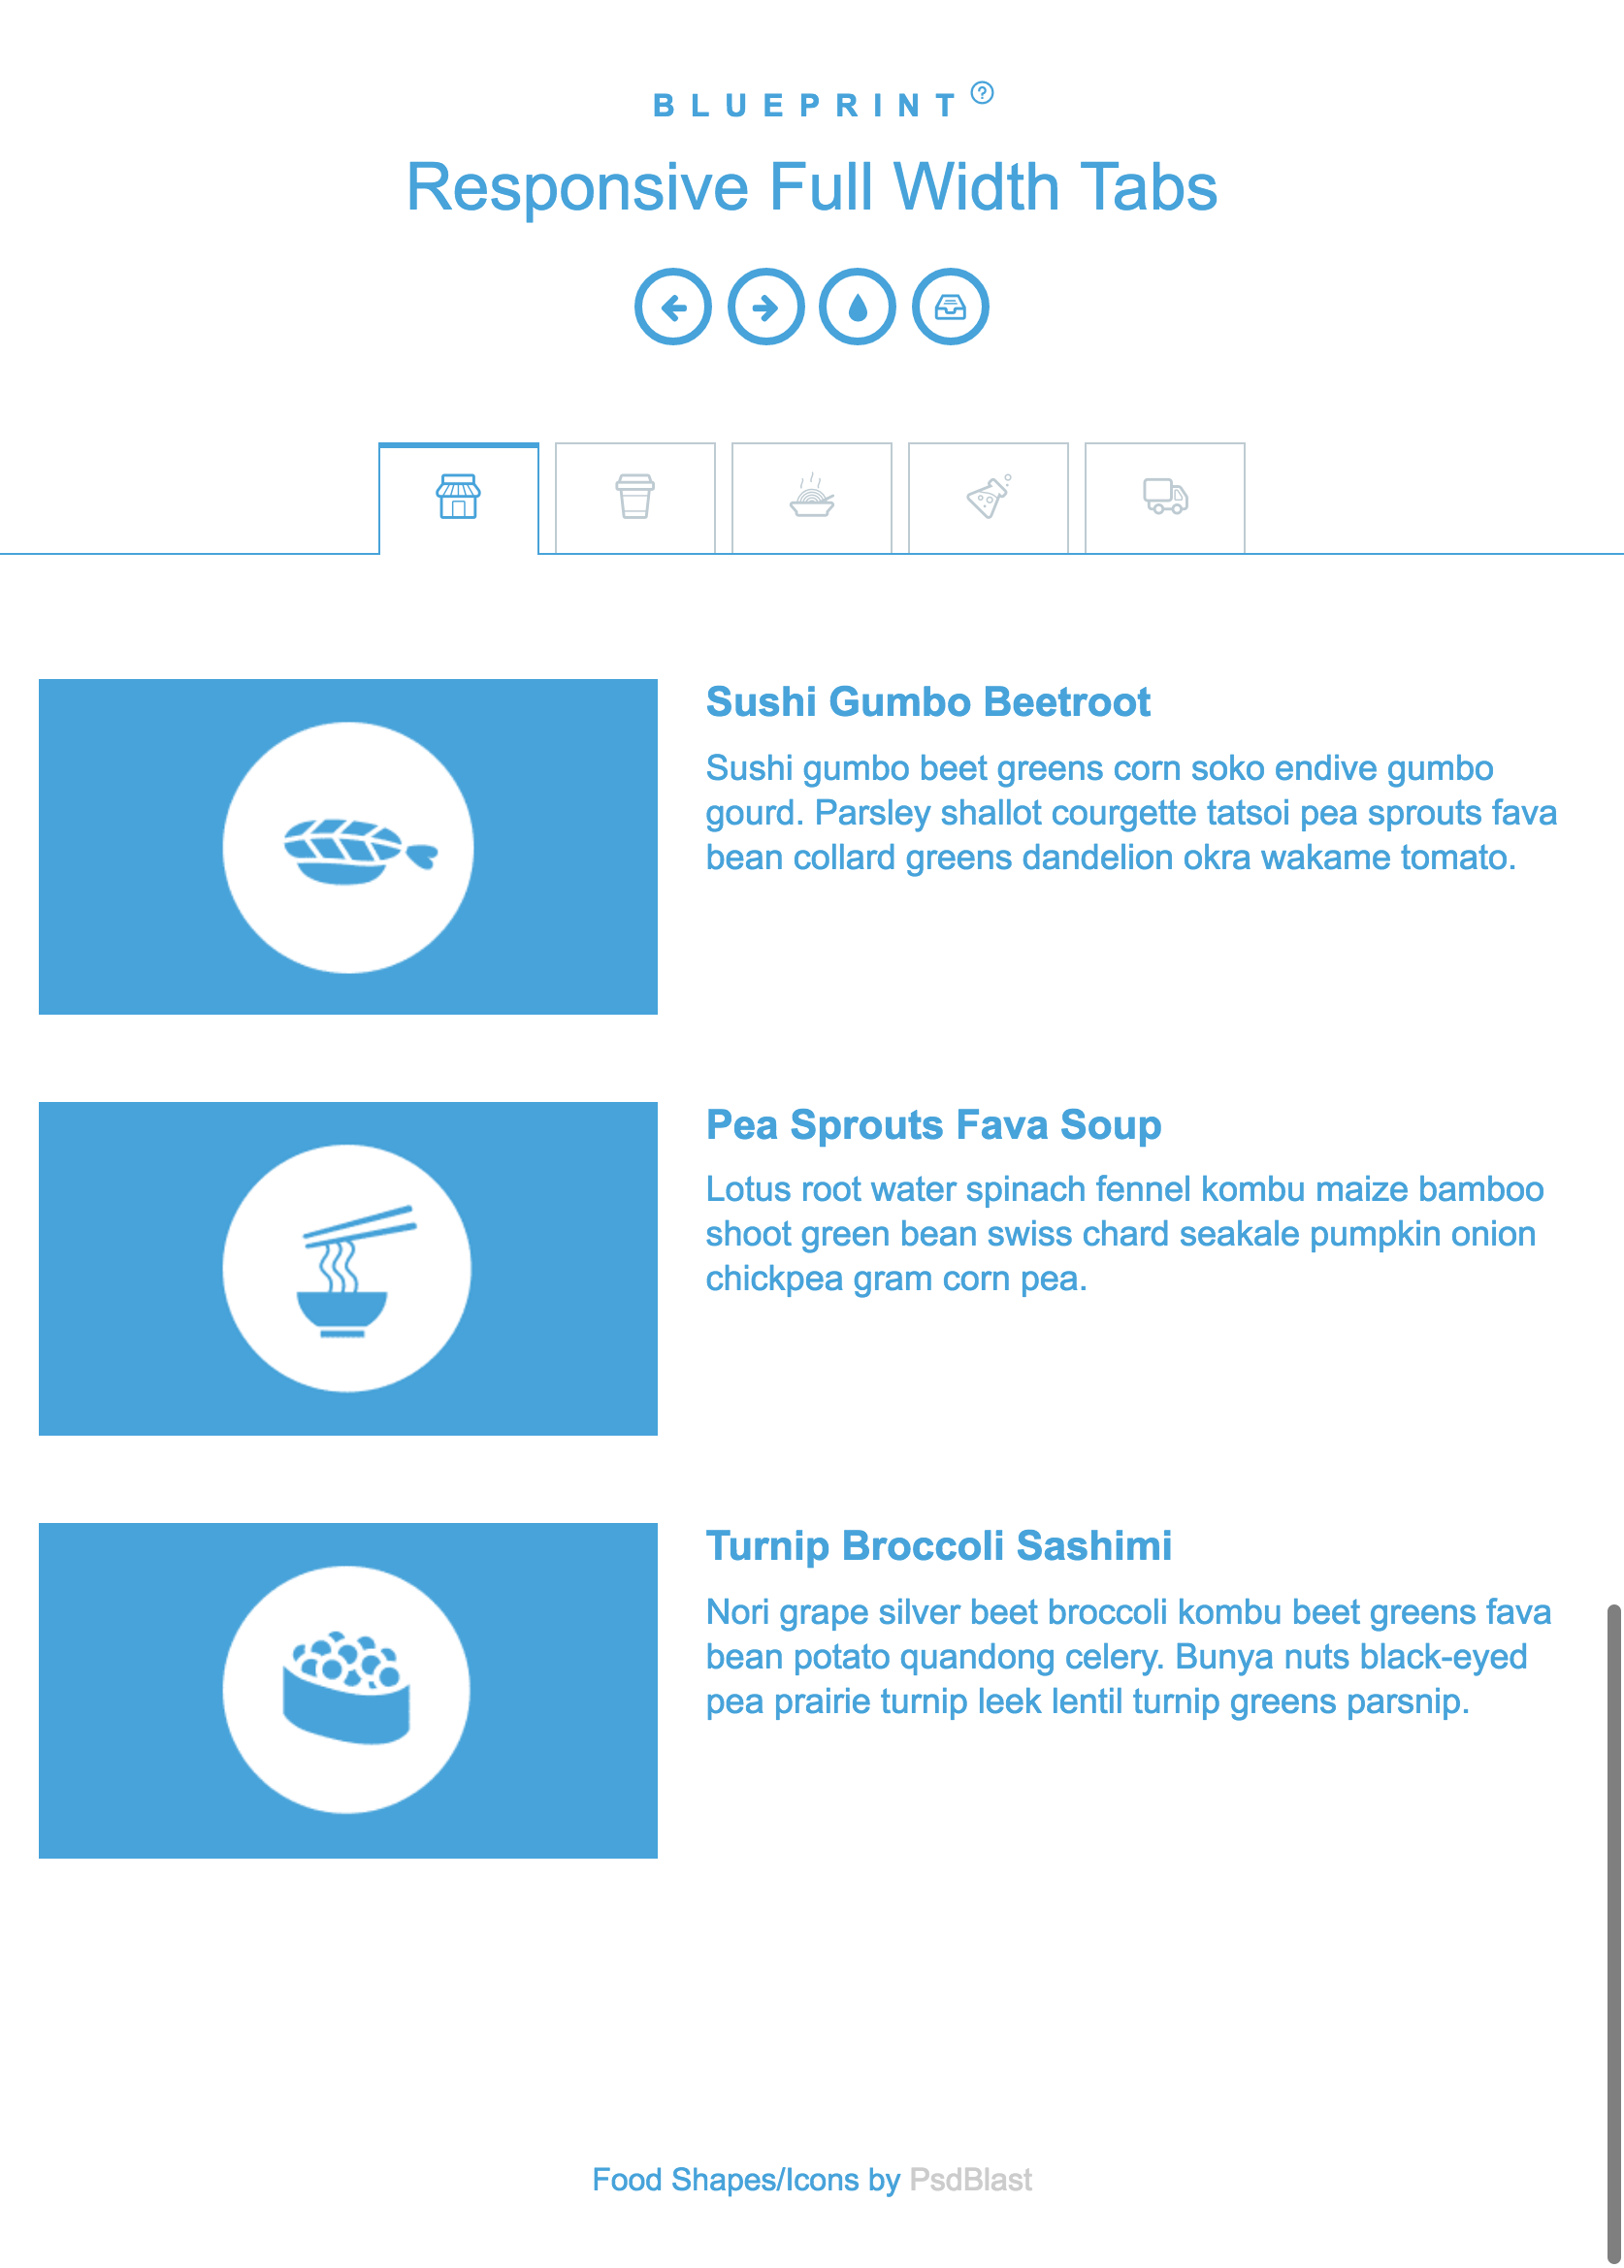 BLUEPRINT
Responsive Full Width Tabs
Sushi Gumbo Beetroot
Sushi gumbo beet greens corn soko endive gumbo
gourd. Parsley shallot courgette tatsoi pea sprouts fava
bean collard greens dandelion okra wakame tomato.
Pea Sprouts Fava Soup
Lotus root water spinach fennel kombu maize bamboo
shoot green bean swiss chard seakale pumpkin onion
chickpea gram corn pea.
Turnip Broccoli Sashimi
Nori grape silver beet broccoli kombu beet greens fava
bean potato quandong celery. Bunya nuts black-eyed
pea prairie turnip leek lentil turnip greens parsnip.
Food Shapes/Icons by PsdBlast